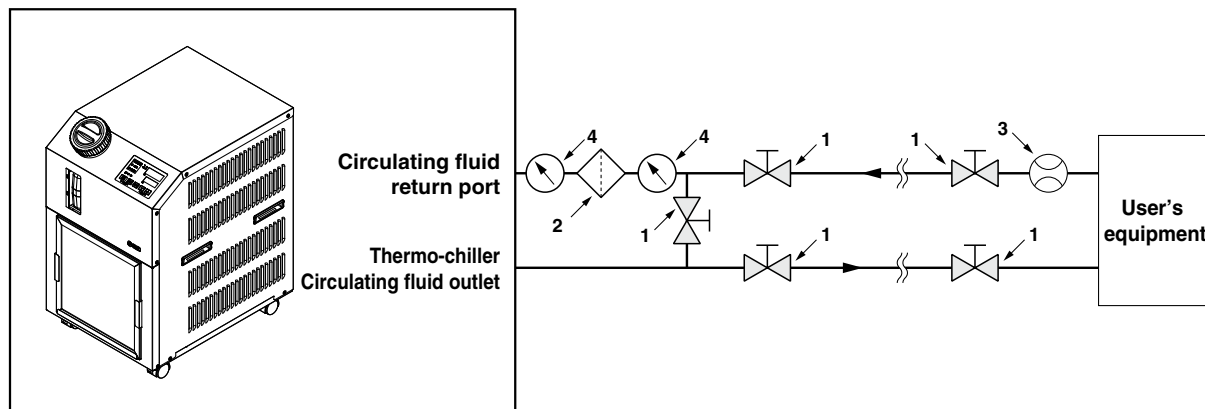 4
4
1
1
3
Circulating fluid
return port
2
1
User's
equipment
Thermo-chiller
Circulating fluid outlet
1
1